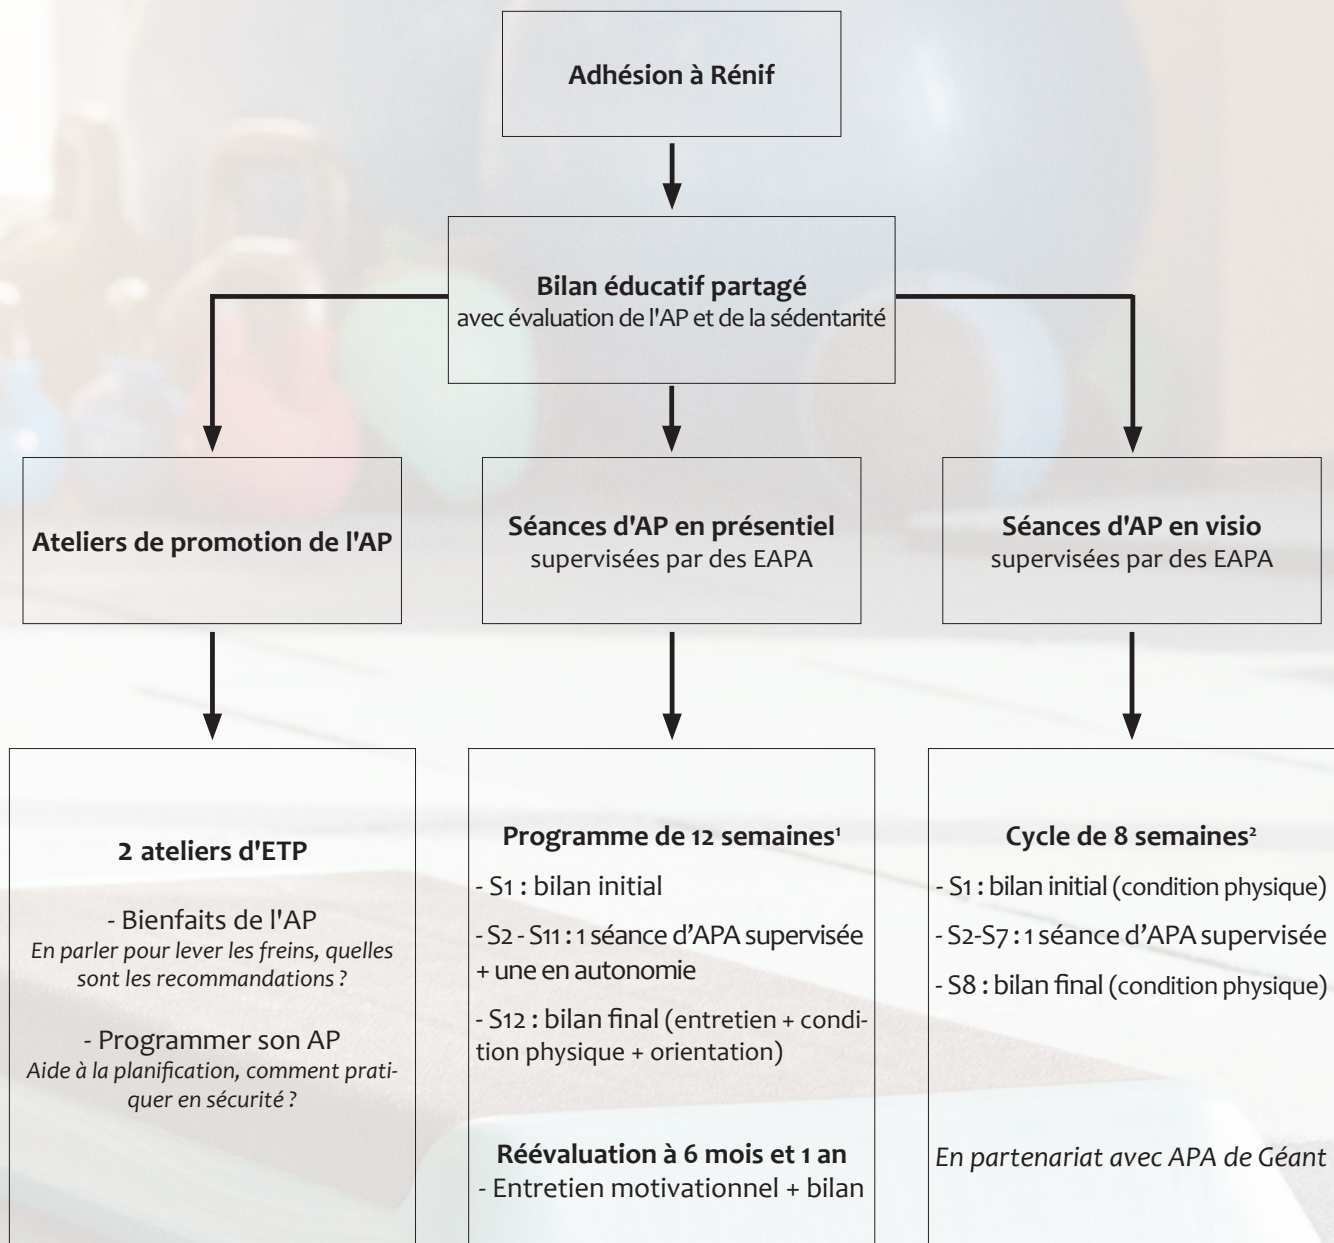 Adhésion à Rénif
Bilan éducatif partagé
avec évaluation de l'AP et de la sédentarité
Ateliers de promotion de l'AP
Séances d'AP en présentiel
supervisées par des EAPA
Séances d'AP en visio
supervisées par des EAPA
2 ateliers d'ETP
- Bienfaits de l'AP
En parler pour lever les freins, quelles
sont les recommandations ?
- Programmer son AP
Aide à la planification, comment prati-
quer en sécurité ?
Programme de 12 semaines¹
- S1 : bilan initial
- S2 - S11 : 1 séance d’APA supervisée
+ une en autonomie
- S12 : bilan final (entretien + condi-
tion physique + orientation)
Réévaluation à 6 mois et 1 an
- Entretien motivationnel + bilan
Cycle de 8 semaines²
- S1 : bilan initial (condition physique)
- S2-S7 : 1 séance d’APA supervisée
- S8 : bilan final (condition physique)
En partenariat avec APA de Géant